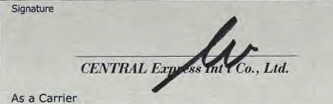 Signature
CENTRAL Express Int'l Co., Ltd.
As a Carrier